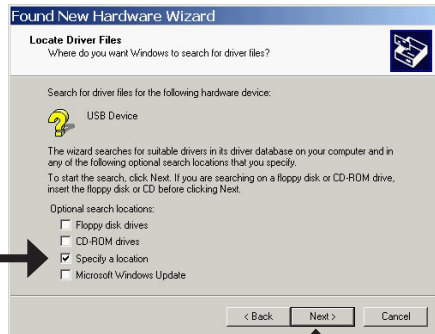 Found New Hardware Wizard
Locate Driver Files
Where do you want Windows to search for driver files?
Search for driver files for the following hardware device:
USB Device
The wizard searches for suitable drivers in its driver database on your computer and in
any of the following optional search locations that you specify.
To start the search, click Next. If you are searching on a floppy disk or CD-ROM drive,
insert the floppy disk or CD before clicking Next.
Optional search locations:
Floppy disk drives
CD-ROM drives
Specify a location
Microsoft Windows Update
< Back Next > Cancel